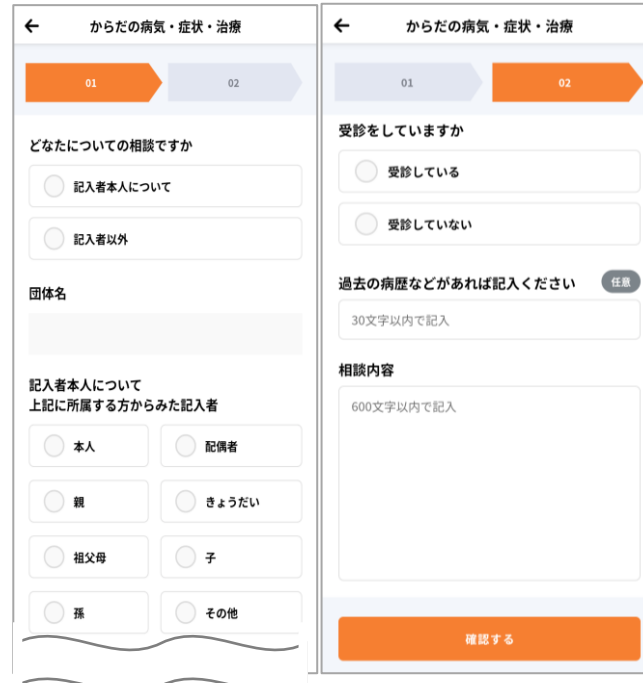 からだの病気・症状・治療
01
02
どなたについての相談ですか
記入者本人について
記入者以外
団体名
記入者本人について
上記に所属する方からみた記入者
本人
配偶者
親
きょうだい
祖父母
子
孫
その他
からだの病気・症状・治療
01
02
受診をしていますか
受診している
受診していない
過去の病歴などがあれば記入ください 任意
30文字以内で記入
相談内容
600文字以内で記入
確認する